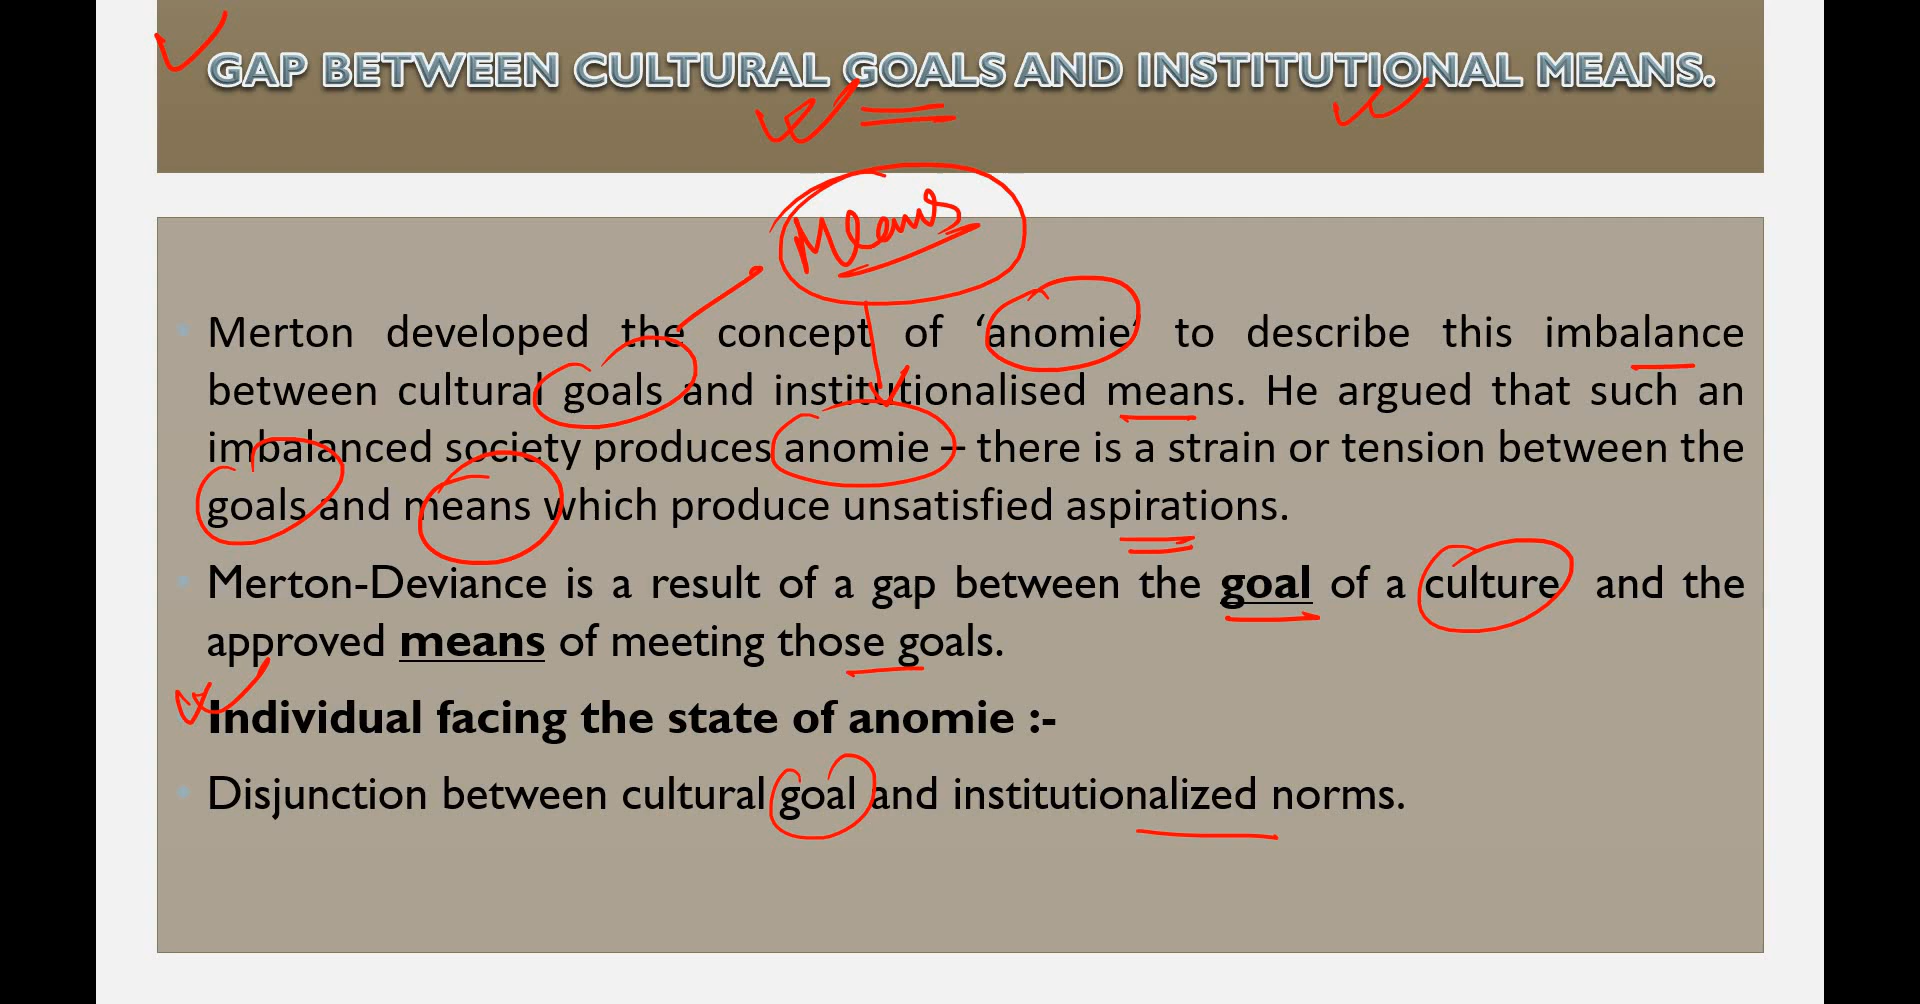 GAP BETWEEN CULTURAL GOALS AND INSTITUTIONAL MEANS.
Means
Merton developed the concept of ‘anomie’ to describe this imbalance
between cultural goals and institutionalised means. He argued that such an
imbalanced society produces anomie – there is a strain or tension between the
goals and means which produce unsatisfied aspirations.
Merton-Deviance is a result of a gap between the goal of a culture and the
approved means of meeting those goals.
Individual facing the state of anomie :-
Disjunction between cultural goal and institutionalized norms.